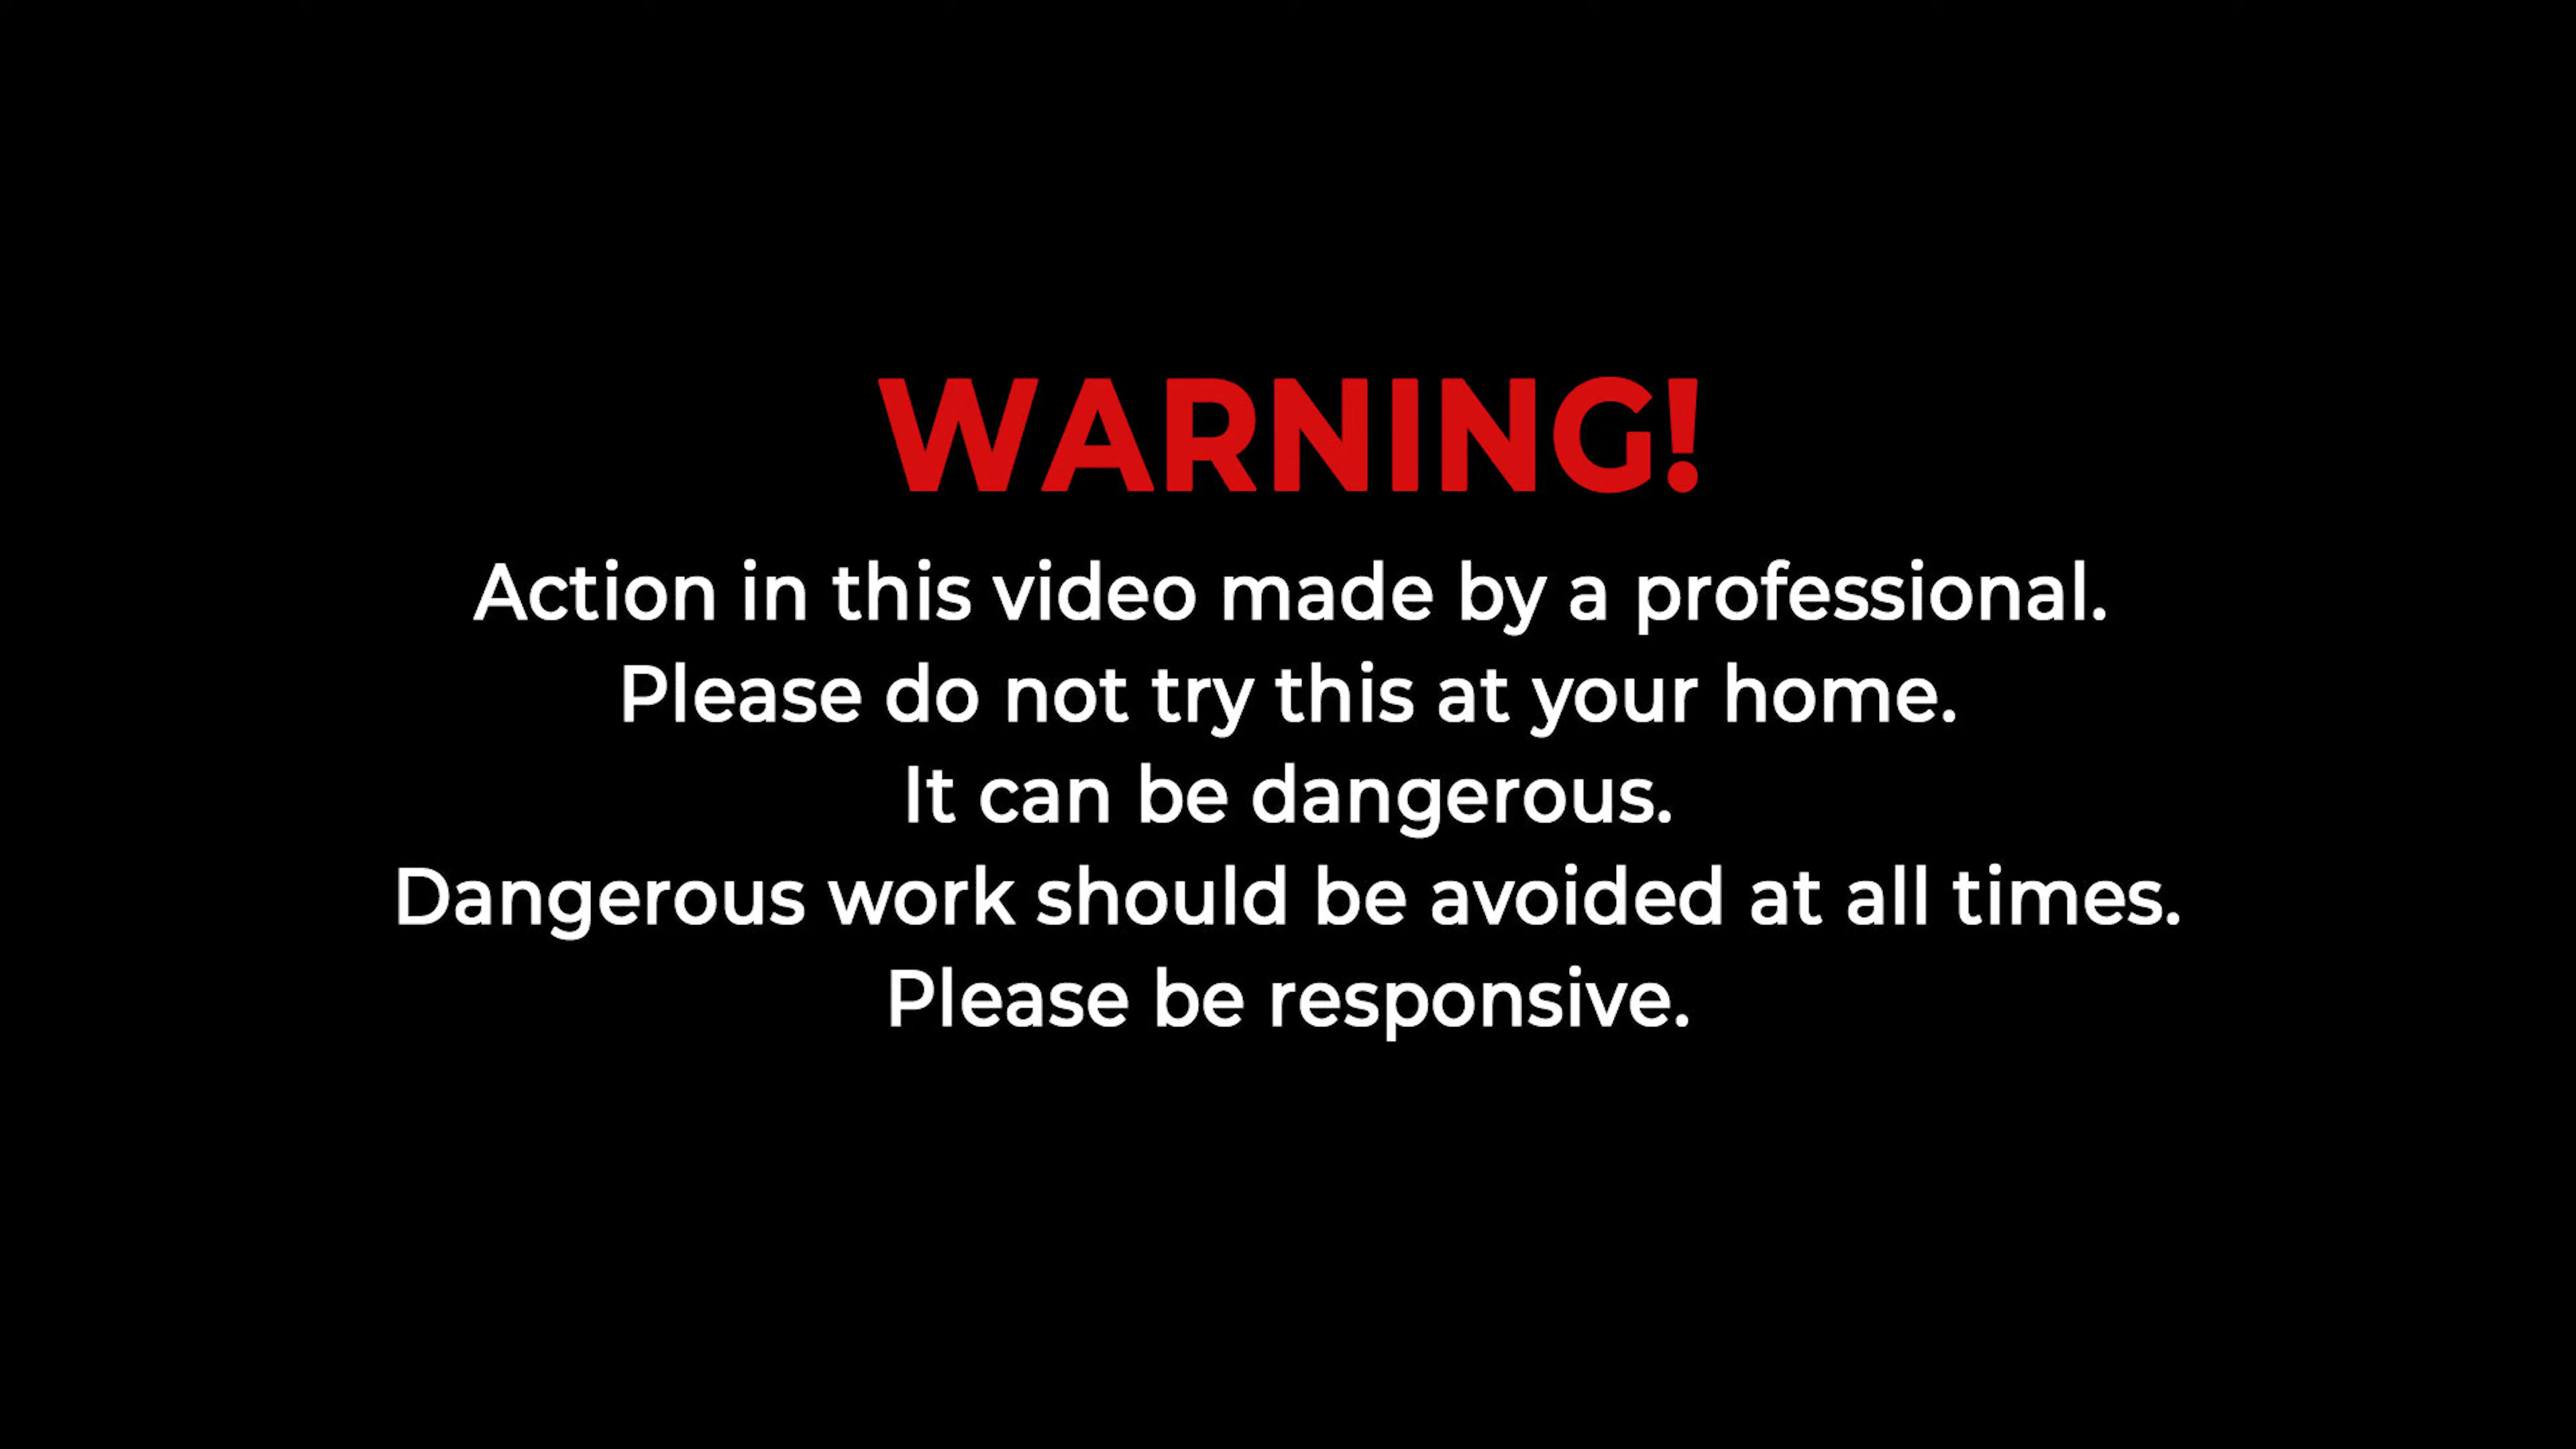 WARNING!
Action in this video made by a professional.
Please do not try this at your home.
It can be dangerous.
Dangerous work should be avoided at all times.
Please be responsive.